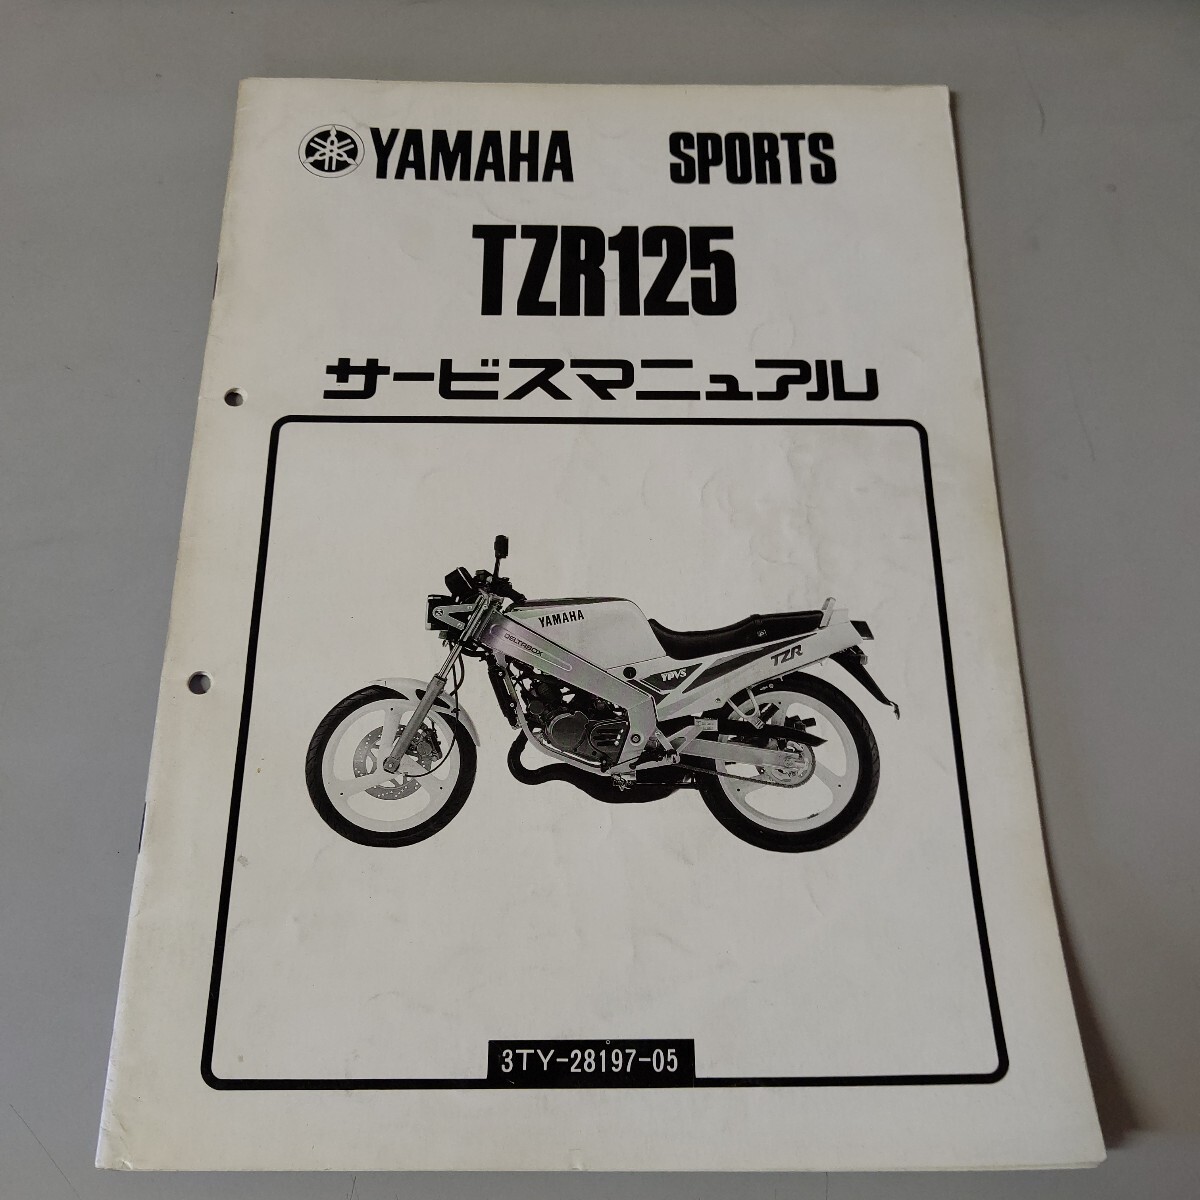 YAMAHA SPORTS
TZR125
サービスマニュアル
YAMAHA
DELTABOX
YPVS
TZR
3TY-28197-05